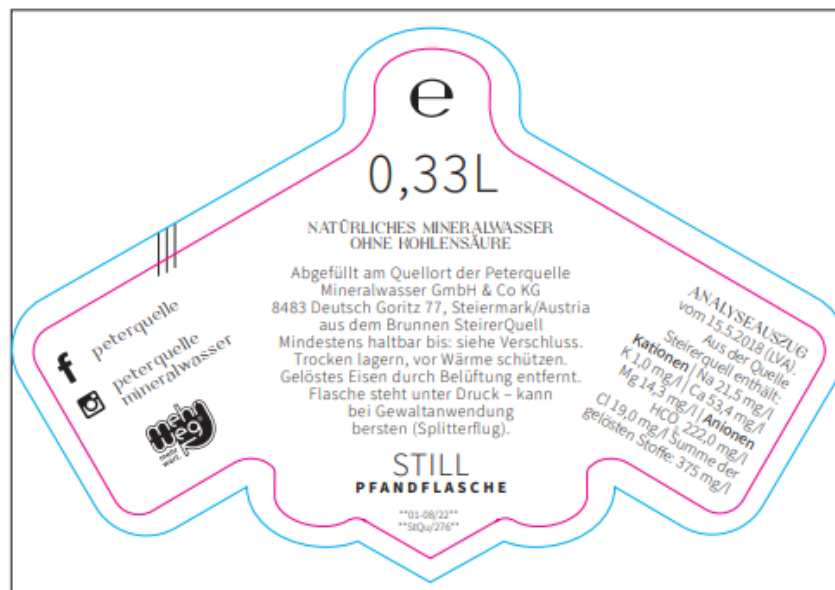 e
0,33L
NATÜRLICHES MINERALWASSER
OHNE KOHLENSÄURE
Abgefüllt am Quellort der Peterquelle
Mineralwasser GmbH & Co KG
8483 Deutsch Goritz 77, Steiermark/Austria
aus dem Brunnen SteirerQuell
Mindestens haltbar bis: siehe Verschluss.
Trocken lagern, vor Wärme schützen.
Gelöstes Eisen durch Belüftung entfernt.
Flasche steht unter Druck – kann
bei Gewaltanwendung
bersten (Splitterflug).
STILL
PFANDFLASCHE
**01-08/22**
**StQu/276**
peterquelle
peterquelle
mineralwasser
mehr
weg
mehr
wert.
ANALYSEAUSZUG
vom 15.5.2018 (LVA).
Aus der Quelle
Steirerquell enthält:
Kationen | Na 21,5 mg/l
K 1,0 mg/l | Ca 53,4 mg/l
Mg 14,3 mg/l | Anionen
HCO₃ 222,0 mg/l
Cl 19,0 mg/l Summe der
gelösten Stoffe: 375 mg/l